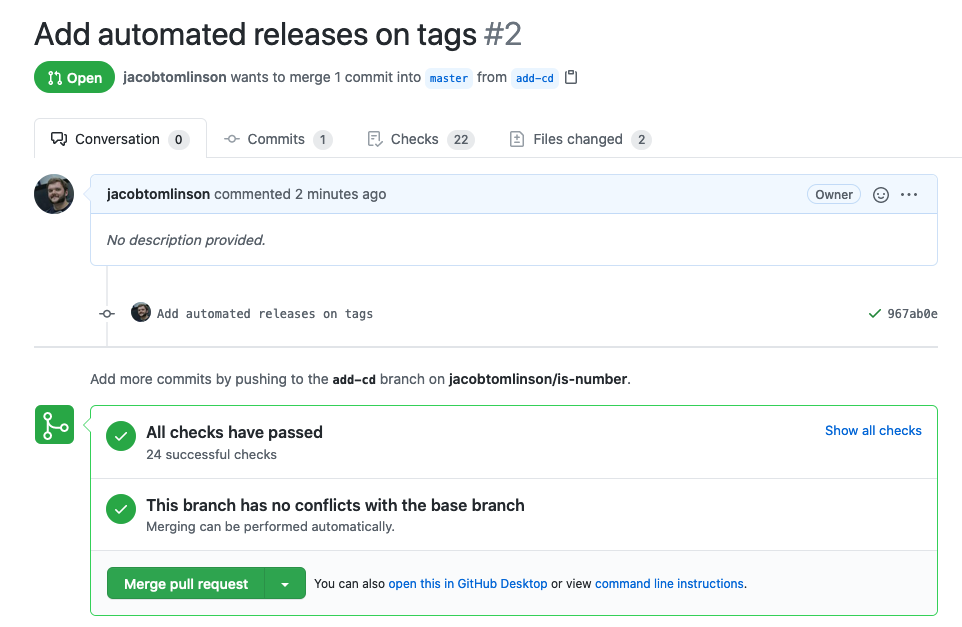 Add automated releases on tags #2
Open jacobtomlinson wants to merge 1 commit into master from add-cd
Conversation 0 Commits 1 Checks 22 Files changed 2
jacobtomlinson commented 2 minutes ago Owner
No description provided.
Add automated releases on tags 967ab0e
Add more commits by pushing to the add-cd branch on jacobtomlinson/is-number.
All checks have passed Show all checks
24 successful checks
This branch has no conflicts with the base branch
Merging can be performed automatically.
Merge pull request You can also open this in GitHub Desktop or view command line instructions.